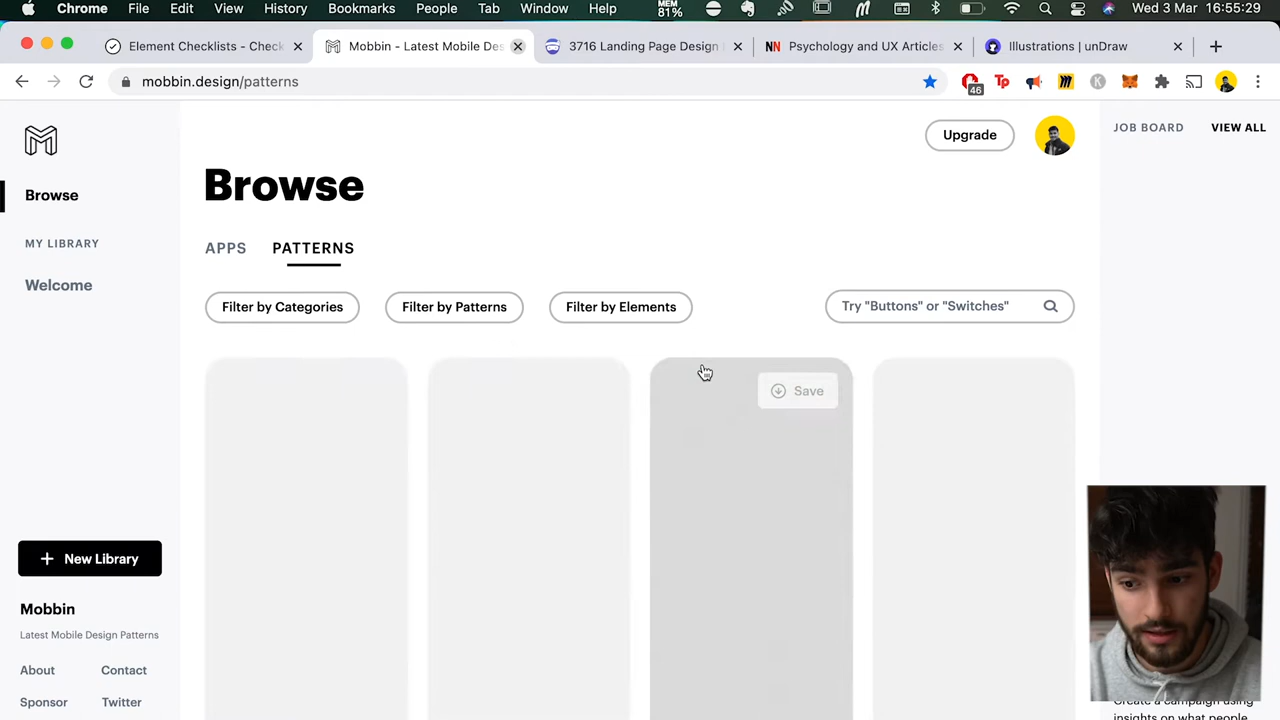 Chrome File Edit View History Bookmarks People Tab Window Help MEM 81% Wed 3 Mar 16:55:29
Element Checklists - Check
Mobbin - Latest Mobile Des
3716 Landing Page Design
NN Psychology and UX Articles
Illustrations | unDraw
mobbin.design/patterns
46 Tp
Browse
MY LIBRARY
Welcome
New Library
Mobbin
Latest Mobile Design Patterns
About Contact
Sponsor Twitter
Upgrade
Browse
APPS PATTERNS
Filter by Categories Filter by Patterns Filter by Elements Try "Buttons" or "Switches"
Save
JOB BOARD VIEW ALL
Create a campaign using
insights on what people